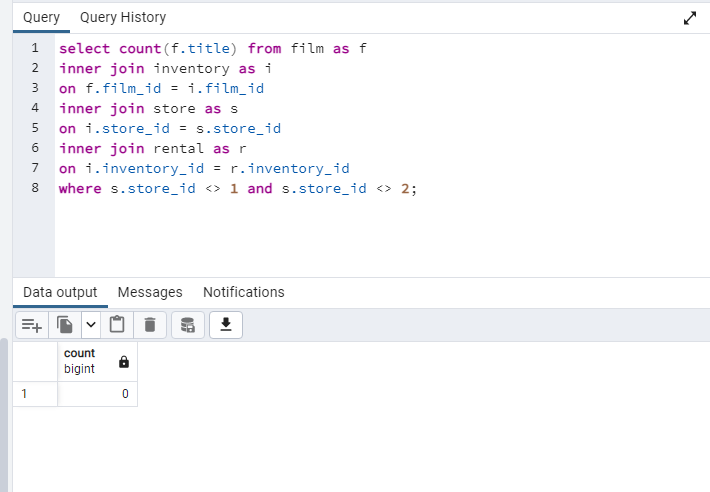 Query Query History
1 select count(f.title) from film as f
2 inner join inventory as i
3 on f.film_id = i.film_id
4 inner join store as s
5 on i.store_id = s.store_id
6 inner join rental as r
7 on i.inventory_id = r.inventory_id
8 where s.store_id <> 1 and s.store_id <> 2;
Data output Messages Notifications
count
bigint
1 0